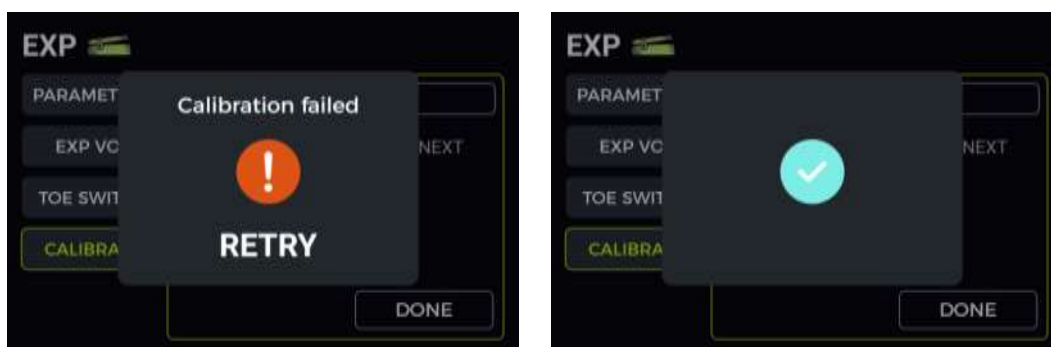 EXP
PARAMET
Calibration failed
EXP VO
NEXT
!
TOE SWIT
CALIBRA
RETRY
DONE
EXP
PARAMET
EXP VO
NEXT
TOE SWIT
CALIBRA
DONE